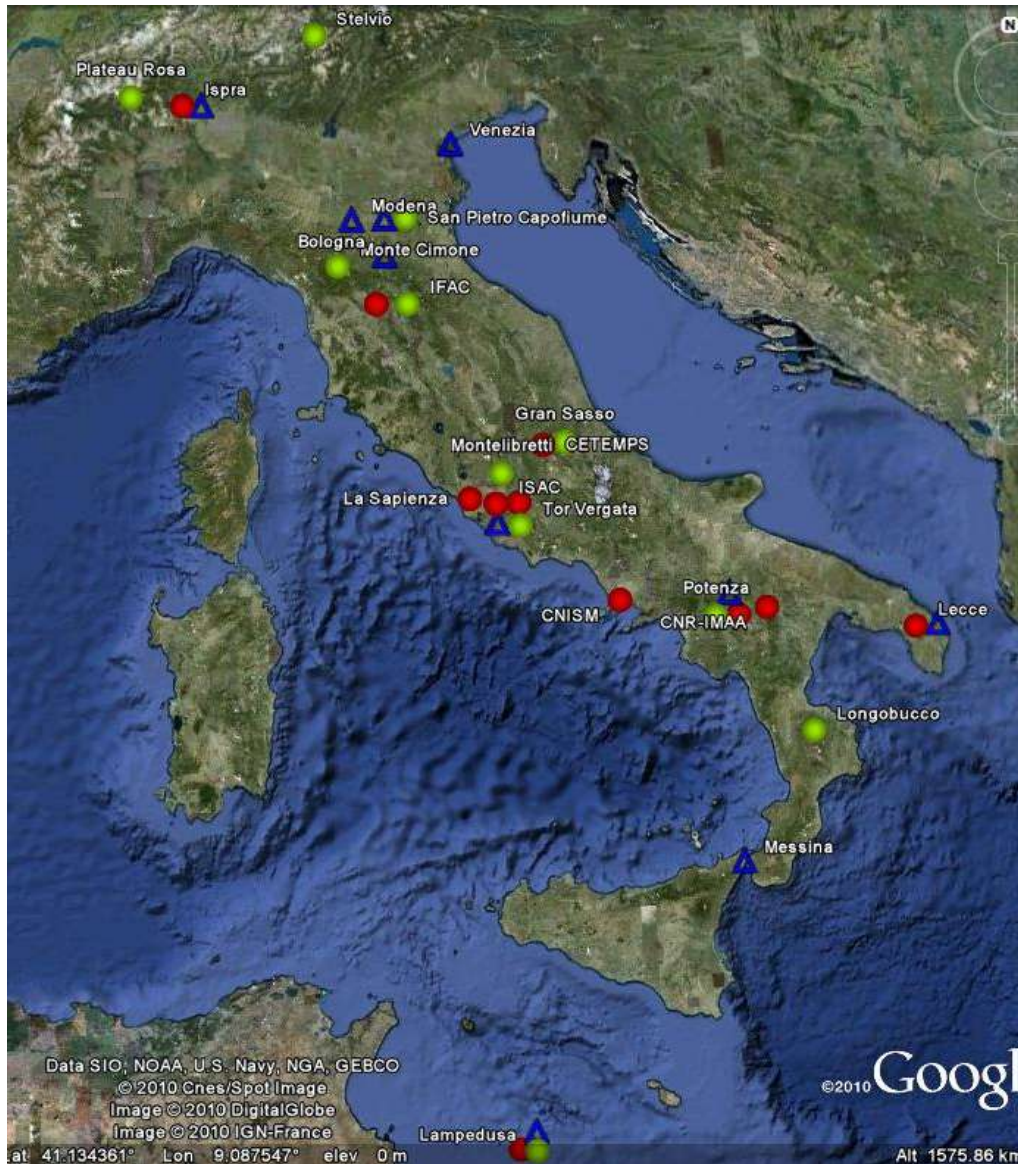 Stelvio
N
Plateau Rosa
Ispra
Venezia
Modena
San Pietro Capofiume
Bologna
Monte Cimone
IFAC
Gran Sasso
Montelibretti
CETEMPS
La Sapienza
ISAC
Tor Vergata
Potenza
CNISM
CNR-IMAA
Lecce
Longobucco
Messina
Data SIO, NOAA, U.S. Navy, NGA, GEBCO
© 2010 Cnes/Spot Image
Image © 2010 DigitalGlobe
Image © 2010 IGN-France
©2010 Googl
Lampedusa
Lat 41.134361° Lon 9.087547° elev 0 m
Alt 1575.86 km